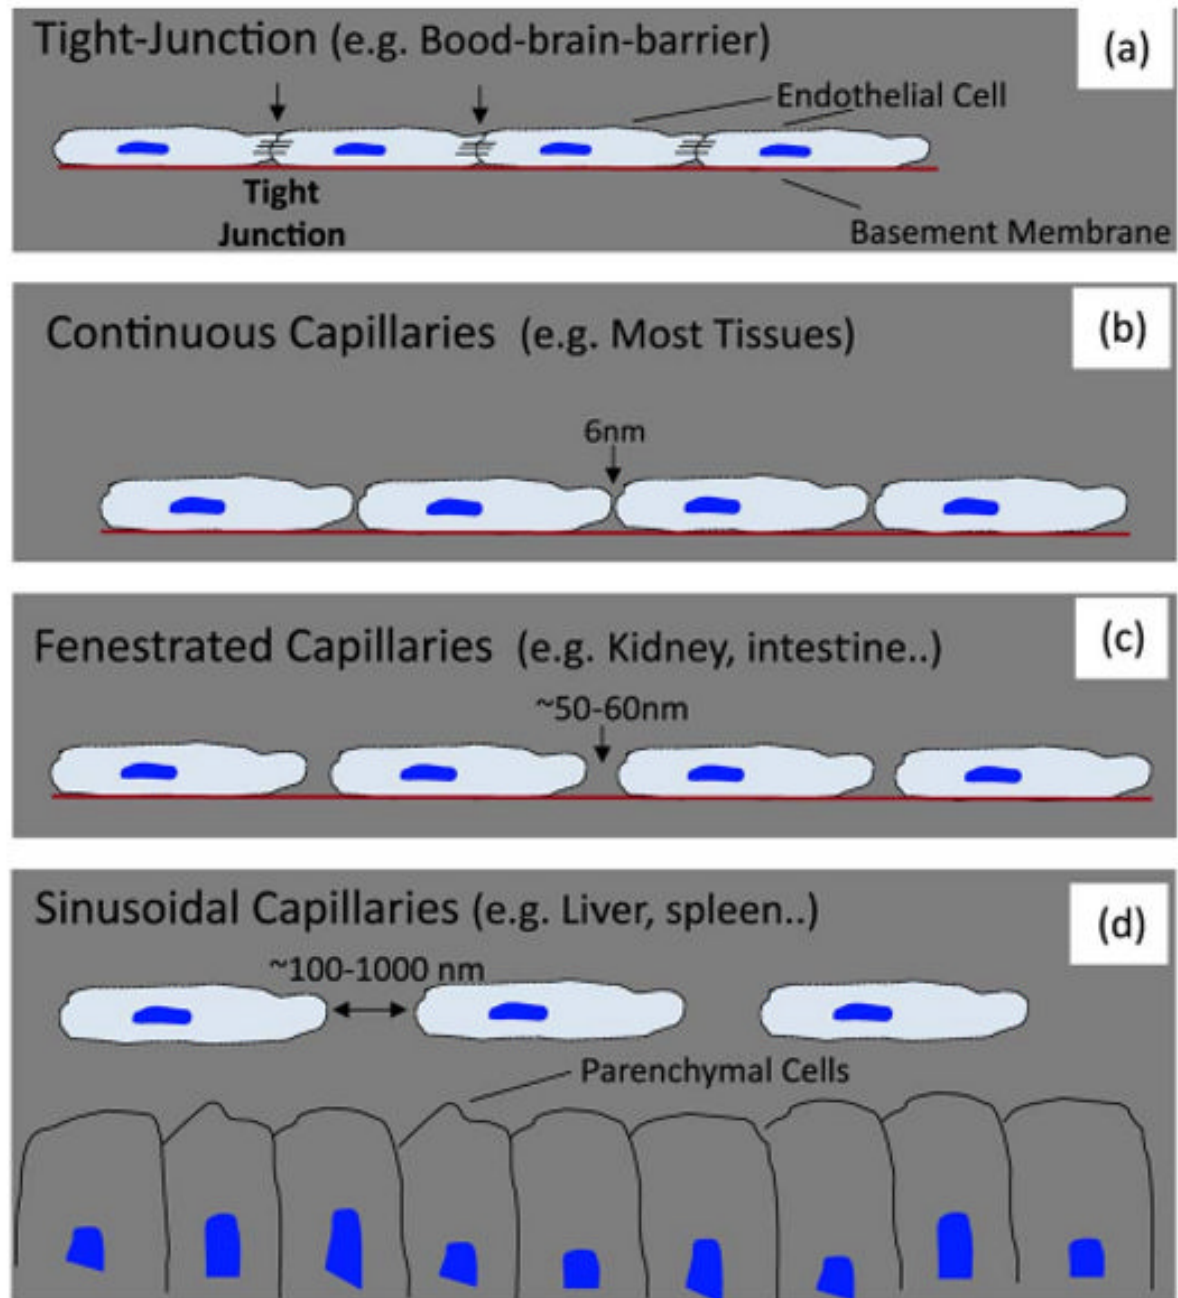 Tight-Junction (e.g. Bood-brain-barrier)
(a)
Endothelial Cell
Tight
Junction
Basement Membrane
Continuous Capillaries (e.g. Most Tissues)
(b)
6nm
Fenestrated Capillaries (e.g. Kidney, intestine..)
(c)
~50-60nm
Sinusoidal Capillaries (e.g. Liver, spleen..)
(d)
~100-1000 nm
Parenchymal Cells